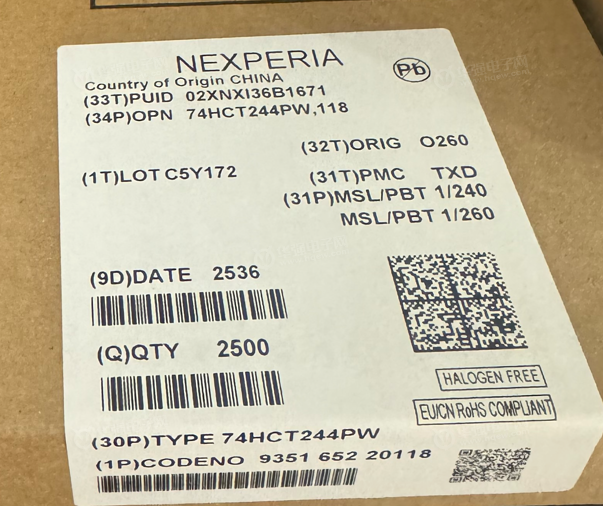 NEXPERIA
Country of Origin CHINA
Pb
(33T)PUID 02XNXI36B1671
(34P)OPN 74HCT244PW,118
(32T)ORIG O260
(1T)LOT C5Y172
(31T)PMC TXD
(31P)MSL/PBT 1/240
MSL/PBT 1/260
(9D)DATE 2536
(Q)QTY 2500
HALOGEN FREE
EU/CN RoHS COMPLIANT
(30P)TYPE 74HCT244PW
(1P)CODENO 9351 652 20118